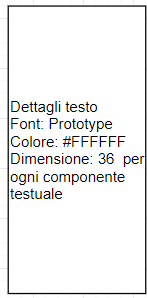 Dettagli testo
Font: Prototype
Colore: #FFFFFF
Dimensione: 36  per
ogni componente
testuale